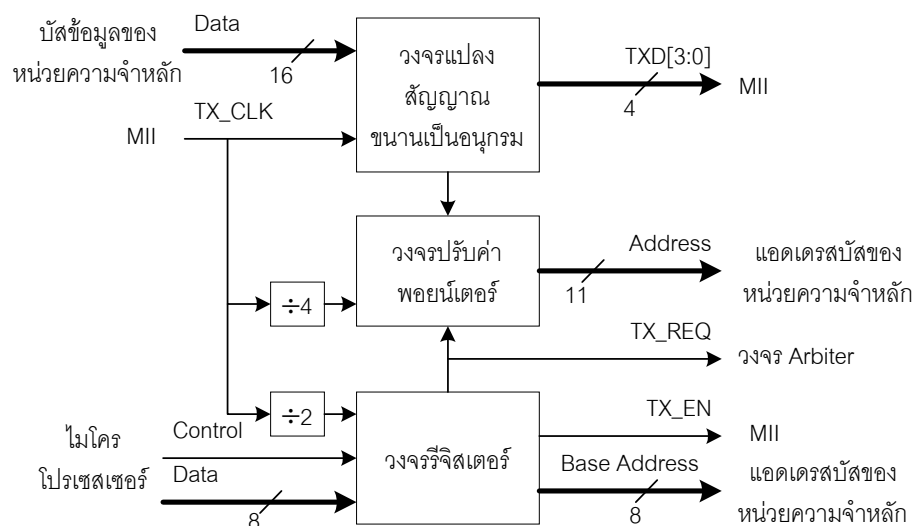 บัสข้อมูลของ
หน่วยความจำหลัก
Data
16
วงจรแปลง
สัญญาณ
ขนานเป็นอนุกรม
TXD[3:0]
4
MII
MII
TX_CLK
วงจรปรับค่า
พอยน์เตอร์
Address
11
แอดเดรสบัสของ
หน่วยความจำหลัก
÷4
TX_REQ
วงจร Arbiter
÷2
ไมโคร
โปรเซสเซอร์
Control
Data
8
วงจรรีจิสเตอร์
TX_EN
MII
Base Address
8
แอดเดรสบัสของ
หน่วยความจำหลัก